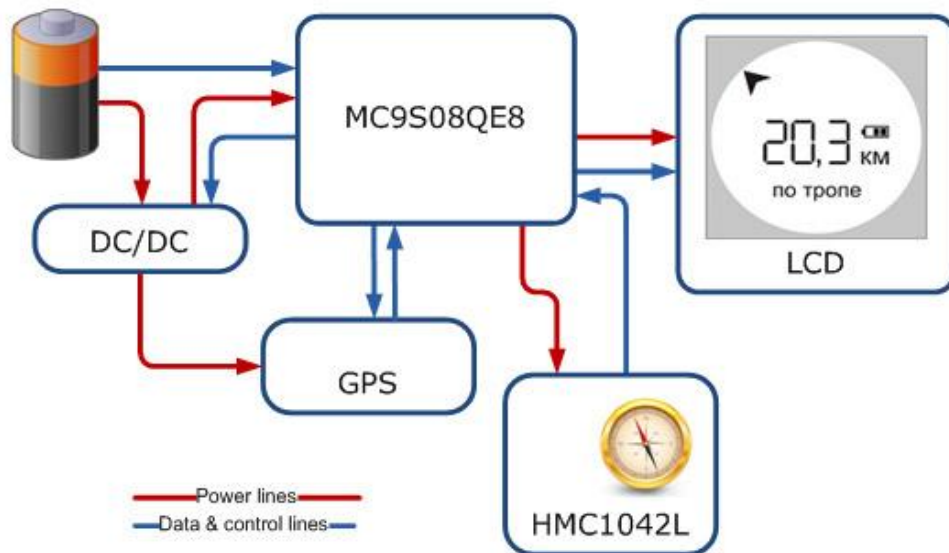 MC9S08QE8
20,3 км
по тропе
LCD
DC/DC
GPS
HMC1042L
Power lines
Data & control lines